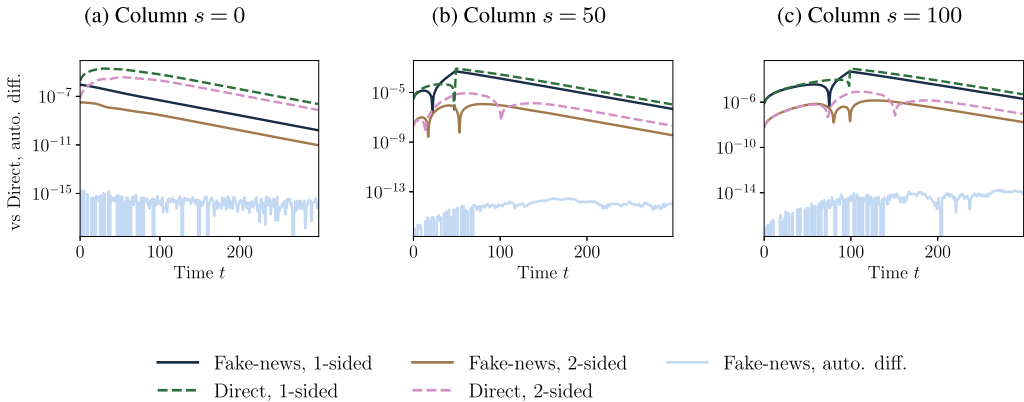 (a) Column s = 0
(b) Column s = 50
(c) Column s = 100
vs Direct, auto. diff.
10⁻⁷
10⁻¹¹
10⁻¹⁵
0
200
Time t
10⁻⁵
10⁻⁹
10⁻¹³
0
100
200
Time t
10⁻⁶
10⁻¹⁰
10⁻¹⁴
0
100
200
Time t
Fake-news, 1-sided
Fake-news, 2-sided
Fake-news, auto. diff.
Direct, 1-sided
Direct, 2-sided